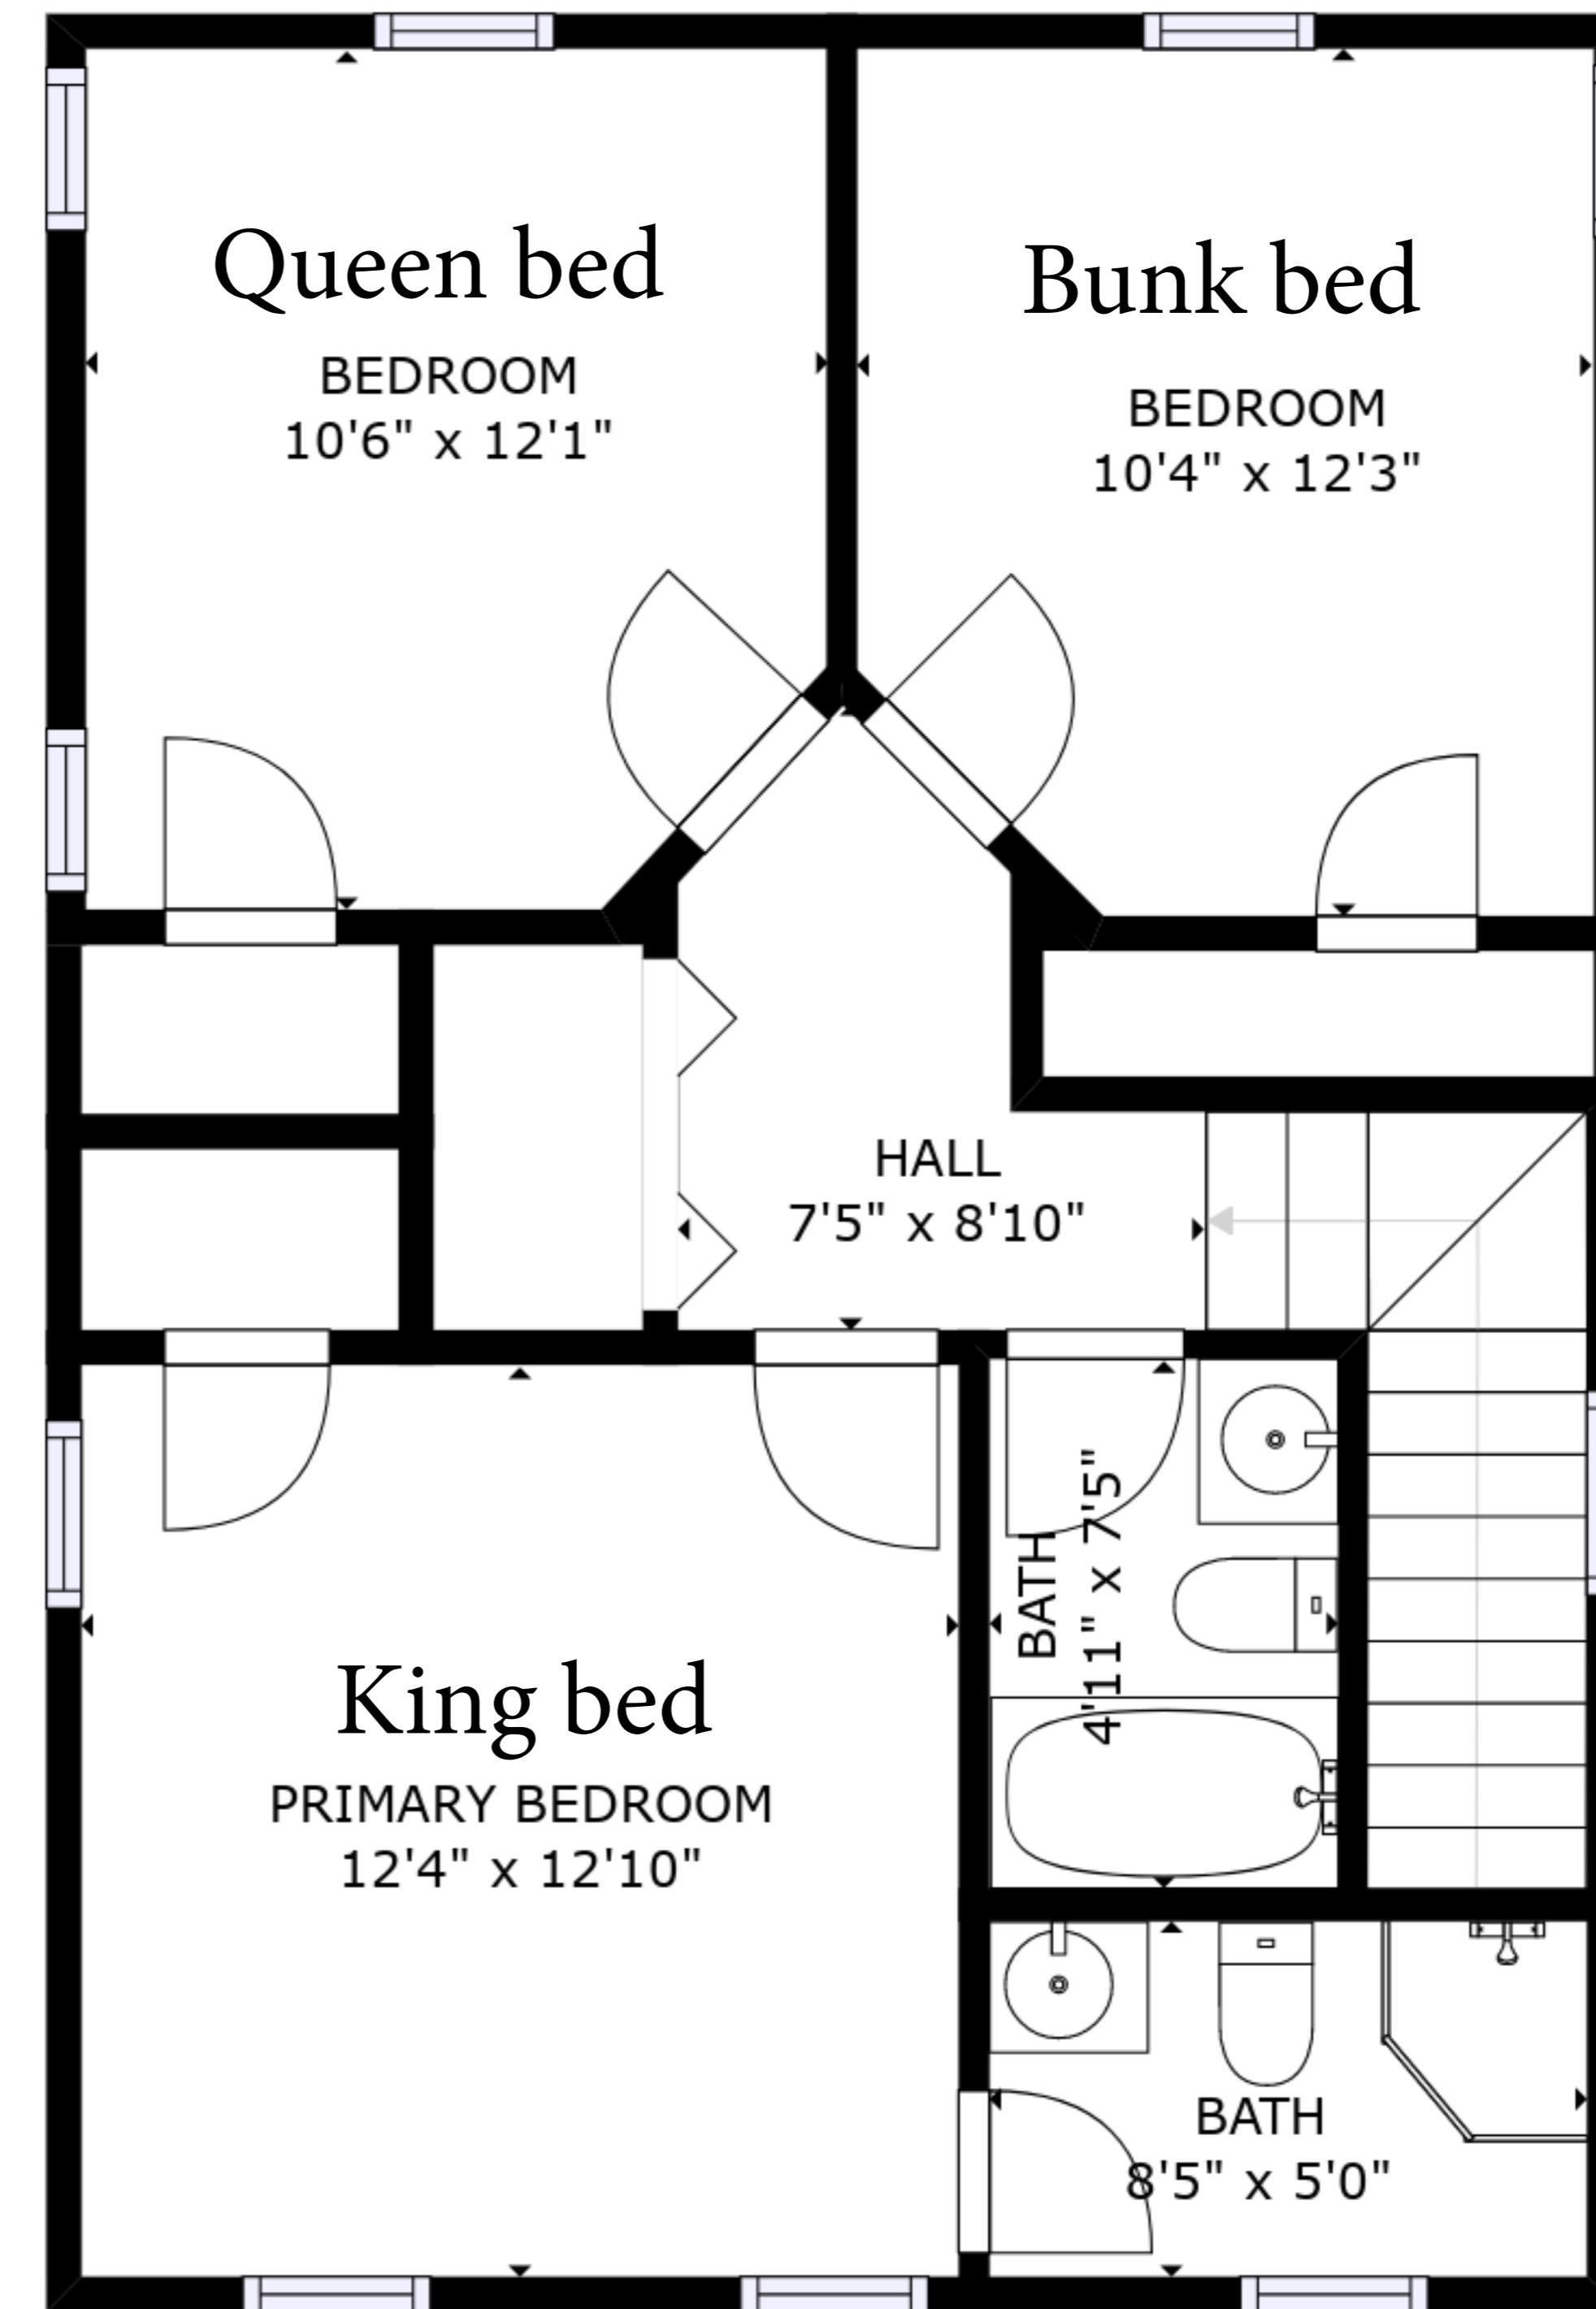 Queen bed
BEDROOM
10'6" x 12'1"
Bunk bed
BEDROOM
10'4" x 12'3"
HALL
7'5" x 8'10"
BATH
4'11" x 7'5"
King bed
PRIMARY BEDROOM
12'4" x 12'10"
BATH
8'5" x 5'0"